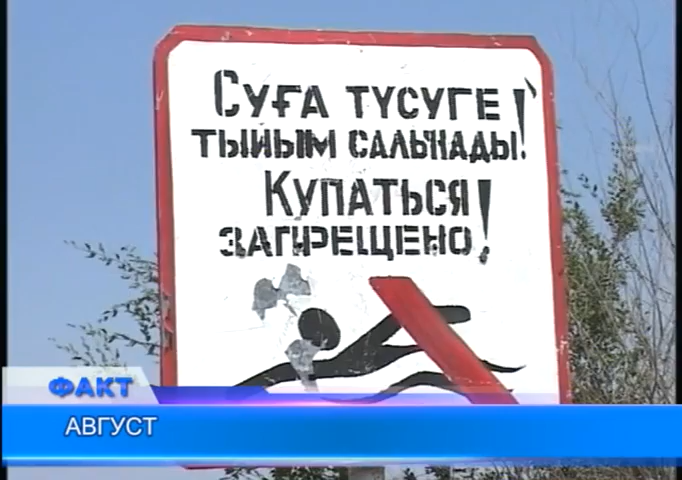 Суға түсуге!
тыйым салынады!
Купаться!
запрещено!
ФАКТ
АВГУСТ